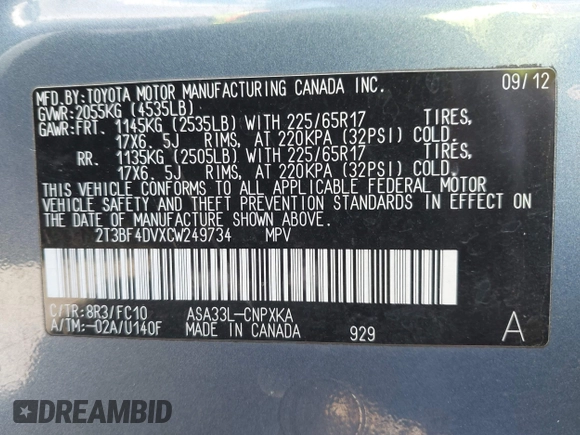 MFD.BY:TOYOTA MOTOR MANUFACTURING CANADA INC. 09/12
GVWR:2055KG (4535LB)
GAWR:FRT. 1145KG (2535LB) WITH 225/65R17 TIRES,
17X6. 5J RIMS, AT 220KPA (32PSI) COLD.
RR. 1135KG (2505LB) WITH 225/65R17 TIRES,
17X6. 5J RIMS, AT 220KPA (32PSI) COLD.
THIS VEHICLE CONFORMS TO ALL APPLICABLE FEDERAL MOTOR
VEHICLE SAFETY AND THEFT PREVENTION STANDARDS IN EFFECT ON
THE DATE OF MANUFACTURE SHOWN ABOVE.
2T3BF4DVXCW249734 MPV
C/TR:8R3/FC10 ASA33L-CNPXKA
A/TM:-02A/U140F MADE IN CANADA 929 A
DREAMBID